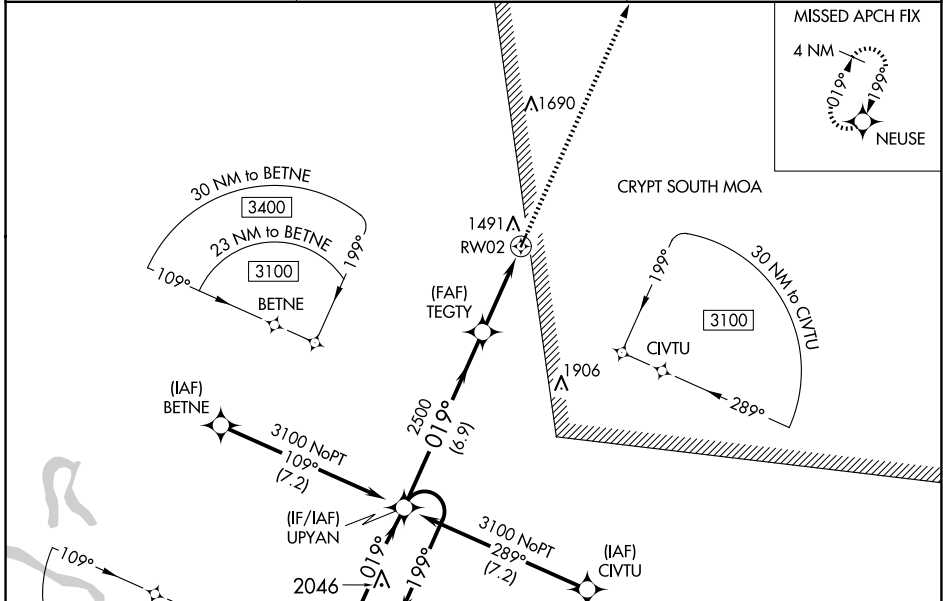 MISSED APCH FIX
4 NM
019°
199°
NEUSE
1690
CRYPT SOUTH MOA
30 NM to BETNE
3400
23 NM to BETNE
3100
199°
109°
BETNE
1491
RW02
(FAF)
TEGTY
30 NM to CIVTU
199°
3100
CIVTU
289°
1906
(IAF)
BETNE
2500
019°
(6.9)
3100 NoPT
109°
(7.2)
(IF/IAF)
UPYAN
3100 NoPT
289°
(7.2)
(IAF)
CIVTU
019°
199°
109°
2046